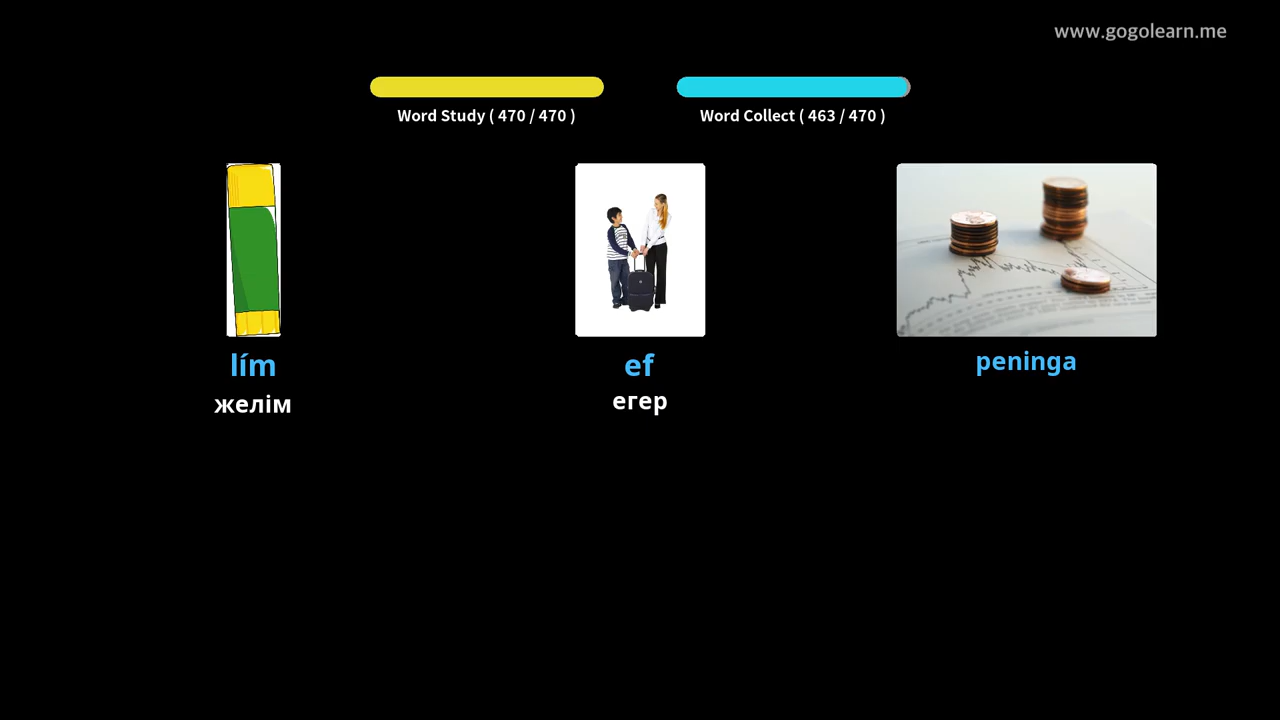 www.gogolearn.me
Word Study ( 470 / 470 )
Word Collect ( 463 / 470 )
lím
ef
peninga
желім
егер